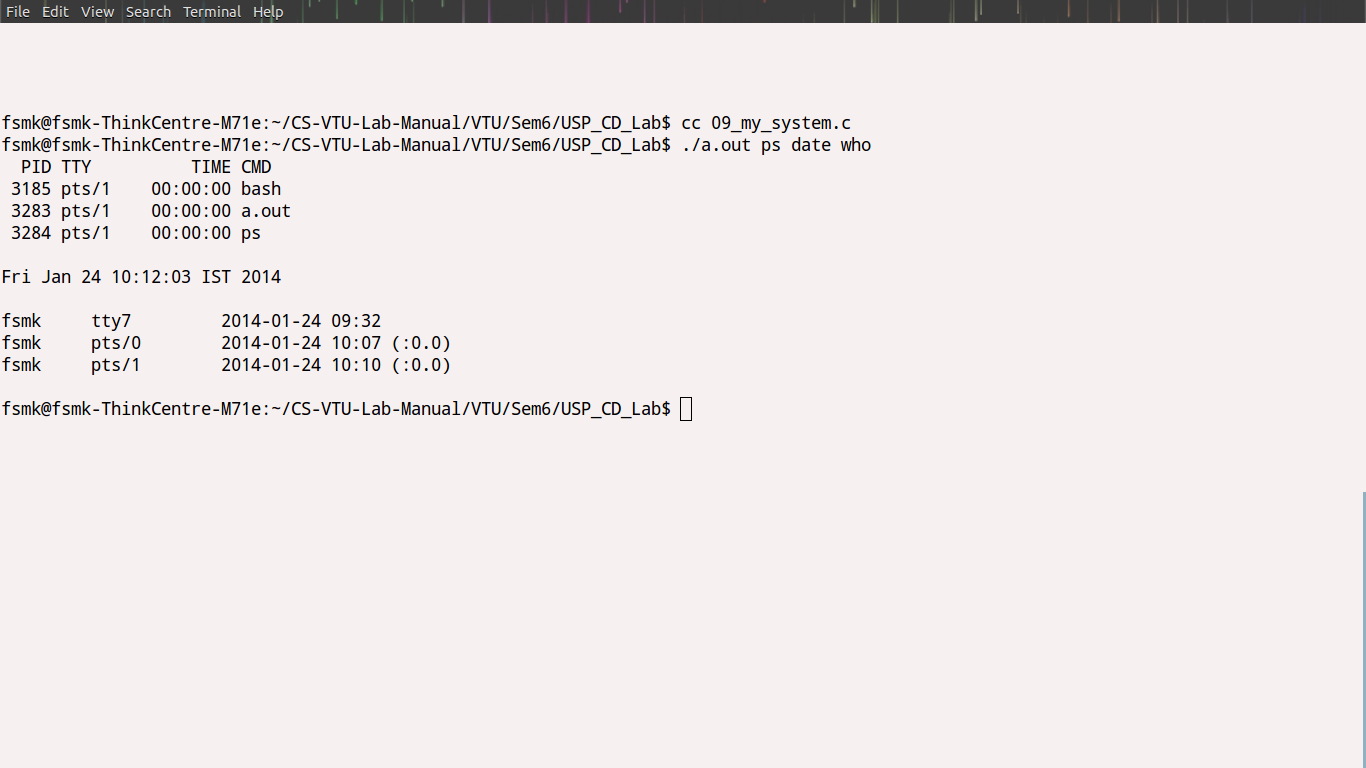 File Edit View Search Terminal Help
fsmk@fsmk-ThinkCentre-M71e:~/CS-VTU-Lab-Manual/VTU/Sem6/USP_CD_Lab$ cc 09_my_system.c
fsmk@fsmk-ThinkCentre-M71e:~/CS-VTU-Lab-Manual/VTU/Sem6/USP_CD_Lab$ ./a.out ps date who
  PID TTY          TIME CMD
 3185 pts/1    00:00:00 bash
 3283 pts/1    00:00:00 a.out
 3284 pts/1    00:00:00 ps
Fri Jan 24 10:12:03 IST 2014
fsmk     tty7         2014-01-24 09:32
fsmk     pts/0        2014-01-24 10:07 (:0.0)
fsmk     pts/1        2014-01-24 10:10 (:0.0)
fsmk@fsmk-ThinkCentre-M71e:~/CS-VTU-Lab-Manual/VTU/Sem6/USP_CD_Lab$